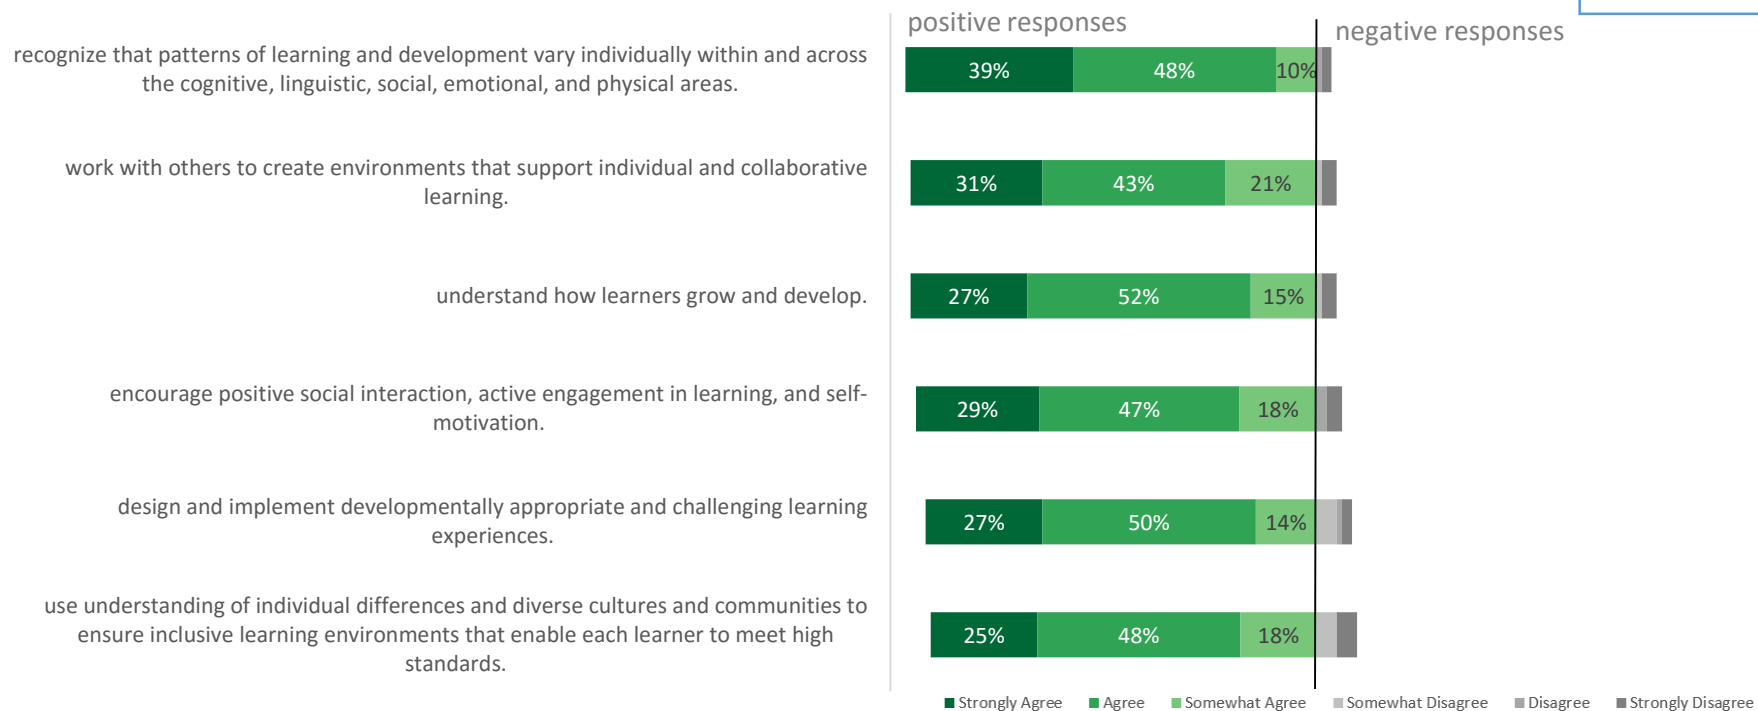 positive responses
negative responses
recognize that patterns of learning and development vary individually within and across
the cognitive, linguistic, social, emotional, and physical areas.
39% 48% 10%
work with others to create environments that support individual and collaborative
learning.
31% 43% 21%
understand how learners grow and develop.
27% 52% 15%
encourage positive social interaction, active engagement in learning, and self-
motivation.
29% 47% 18%
design and implement developmentally appropriate and challenging learning
experiences.
27% 50% 14%
use understanding of individual differences and diverse cultures and communities to
ensure inclusive learning environments that enable each learner to meet high
standards.
25% 48% 18%
Strongly Agree Agree Somewhat Agree Somewhat Disagree Disagree Strongly Disagree